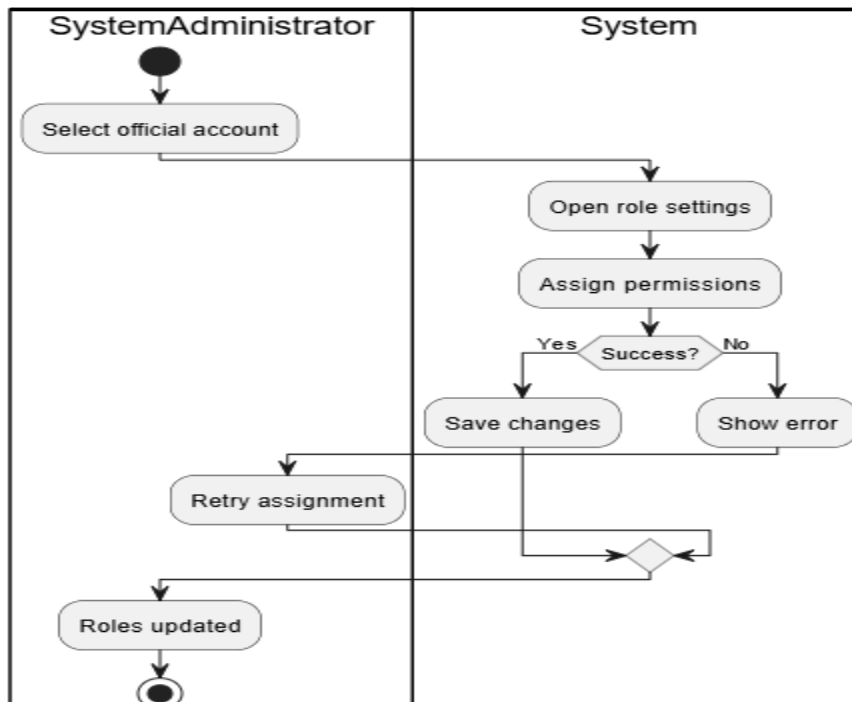 SystemAdministrator
System
Select official account
Open role settings
Assign permissions
Yes
Success?
No
Save changes
Show error
Retry assignment
Roles updated